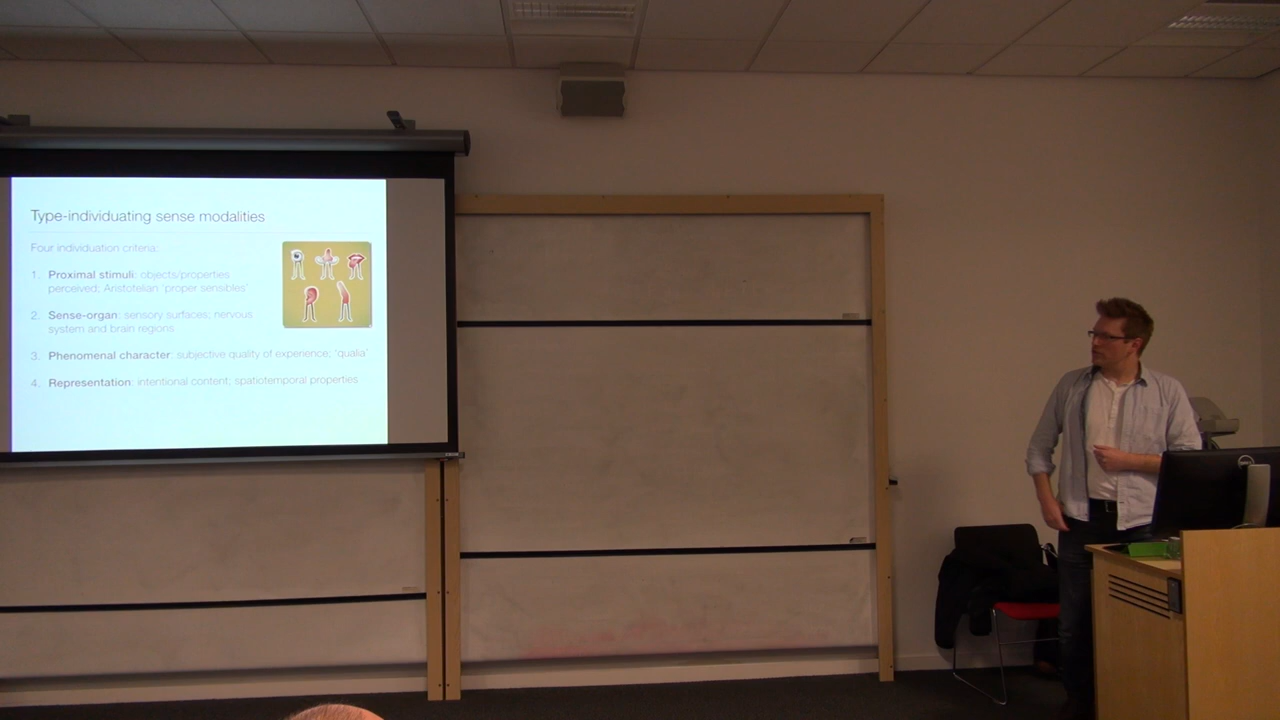 Type-individuating sense modalities
Four individuation criteria:
1. Proximal stimuli: objects/properties
perceived; Aristotelian 'proper sensibles'
2. Sense-organ: sensory surfaces; nervous
system and brain regions
3. Phenomenal character: subjective quality of experience; 'qualia'
4. Representation: intentional content; spatiotemporal properties
DELL